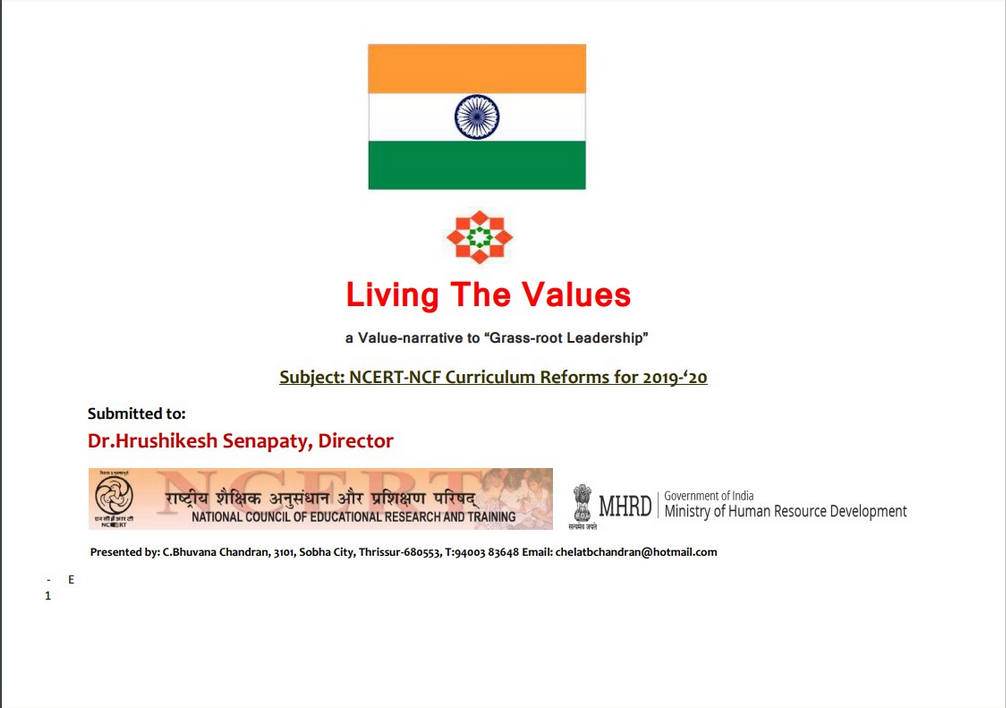 Living The Values
a Value-narrative to “Grass-root Leadership”
Subject: NCERT-NCF Curriculum Reforms for 2019-‘20
Submitted to:
Dr.Hrushikesh Senapaty, Director
NCERT
राष्ट्रीय शैक्षिक अनुसंधान और प्रशिक्षण परिषद्
NATIONAL COUNCIL OF EDUCATIONAL RESEARCH AND TRAINING
एन सी ई आर टी
NCERT
सत्यमेव जयते
MHRD
Government of India
Ministry of Human Resource Development
Presented by: C.Bhuvana Chandran, 3101, Sobha City, Thrissur-680553, T:94003 83648 Email: chelatbchandran@hotmail.com
- E
1